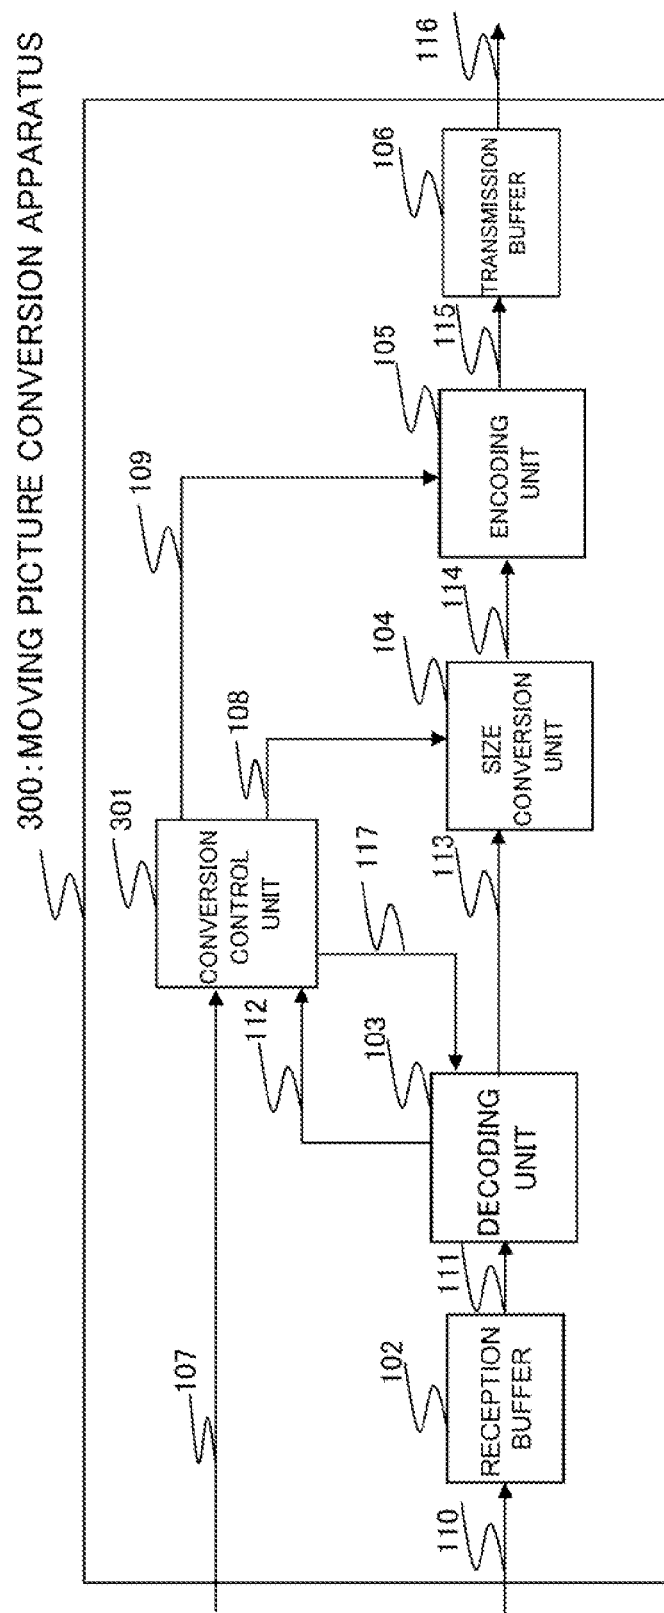 300:MOVING PICTURE CONVERSION APPARATUS
107
301
CONVERSION
CONTROL
UNIT
109
108
112
117
110
102
RECEPTION
BUFFER
111
103
DECODING
UNIT
113
104
SIZE
CONVERSION
UNIT
114
105
ENCODING
UNIT
115
106
TRANSMISSION
BUFFER
116